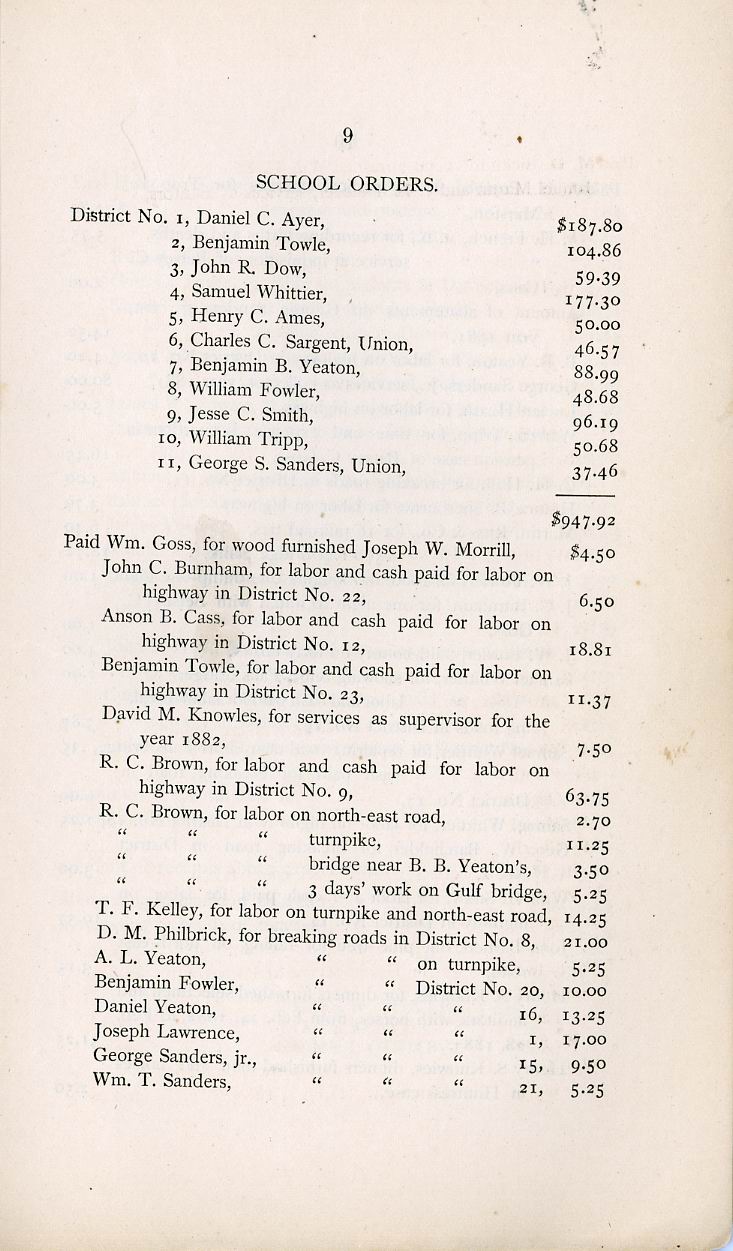 9
SCHOOL ORDERS.
District No. 1, Daniel C. Ayer, $187.80
2, Benjamin Towle, 104.86
3, John R. Dow, 59.39
4, Samuel Whittier, 177.30
5, Henry C. Ames, 50.00
6, Charles C. Sargent, Union, 46.57
7, Benjamin B. Yeaton, 88.99
8, William Fowler, 48.68
9, Jesse C. Smith, 96.19
10, William Tripp, 50.68
11, George S. Sanders, Union, 37.46
$947.92
Paid Wm. Goss, for wood furnished Joseph W. Morrill, $4.50
John C. Burnham, for labor and cash paid for labor on
highway in District No. 22, 6.50
Anson B. Cass, for labor and cash paid for labor on
highway in District No. 12, 18.81
Benjamin Towle, for labor and cash paid for labor on
highway in District No. 23, 11.37
David M. Knowles, for services as supervisor for the
year 1882, 7.50
R. C. Brown, for labor and cash paid for labor on
highway in District No. 9, 63.75
R. C. Brown, for labor on north-east road, 2.70
“ “ “ turnpike, 11.25
“ “ “ bridge near B. B. Yeaton's, 3.50
“ “ “ 3 days' work on Gulf bridge, 5.25
T. F. Kelley, for labor on turnpike and north-east road, 14.25
D. M. Philbrick, for breaking roads in District No. 8, 21.00
A. L. Yeaton, “ “ on turnpike, 5.25
Benjamin Fowler, “ “ District No. 20, 10.00
Daniel Yeaton, “ “ “ 16, 13.25
Joseph Lawrence, “ “ “ 1, 17.00
George Sanders, jr., “ “ “ 15, 9.50
Wm. T. Sanders, “ “ “ 21, 5.25